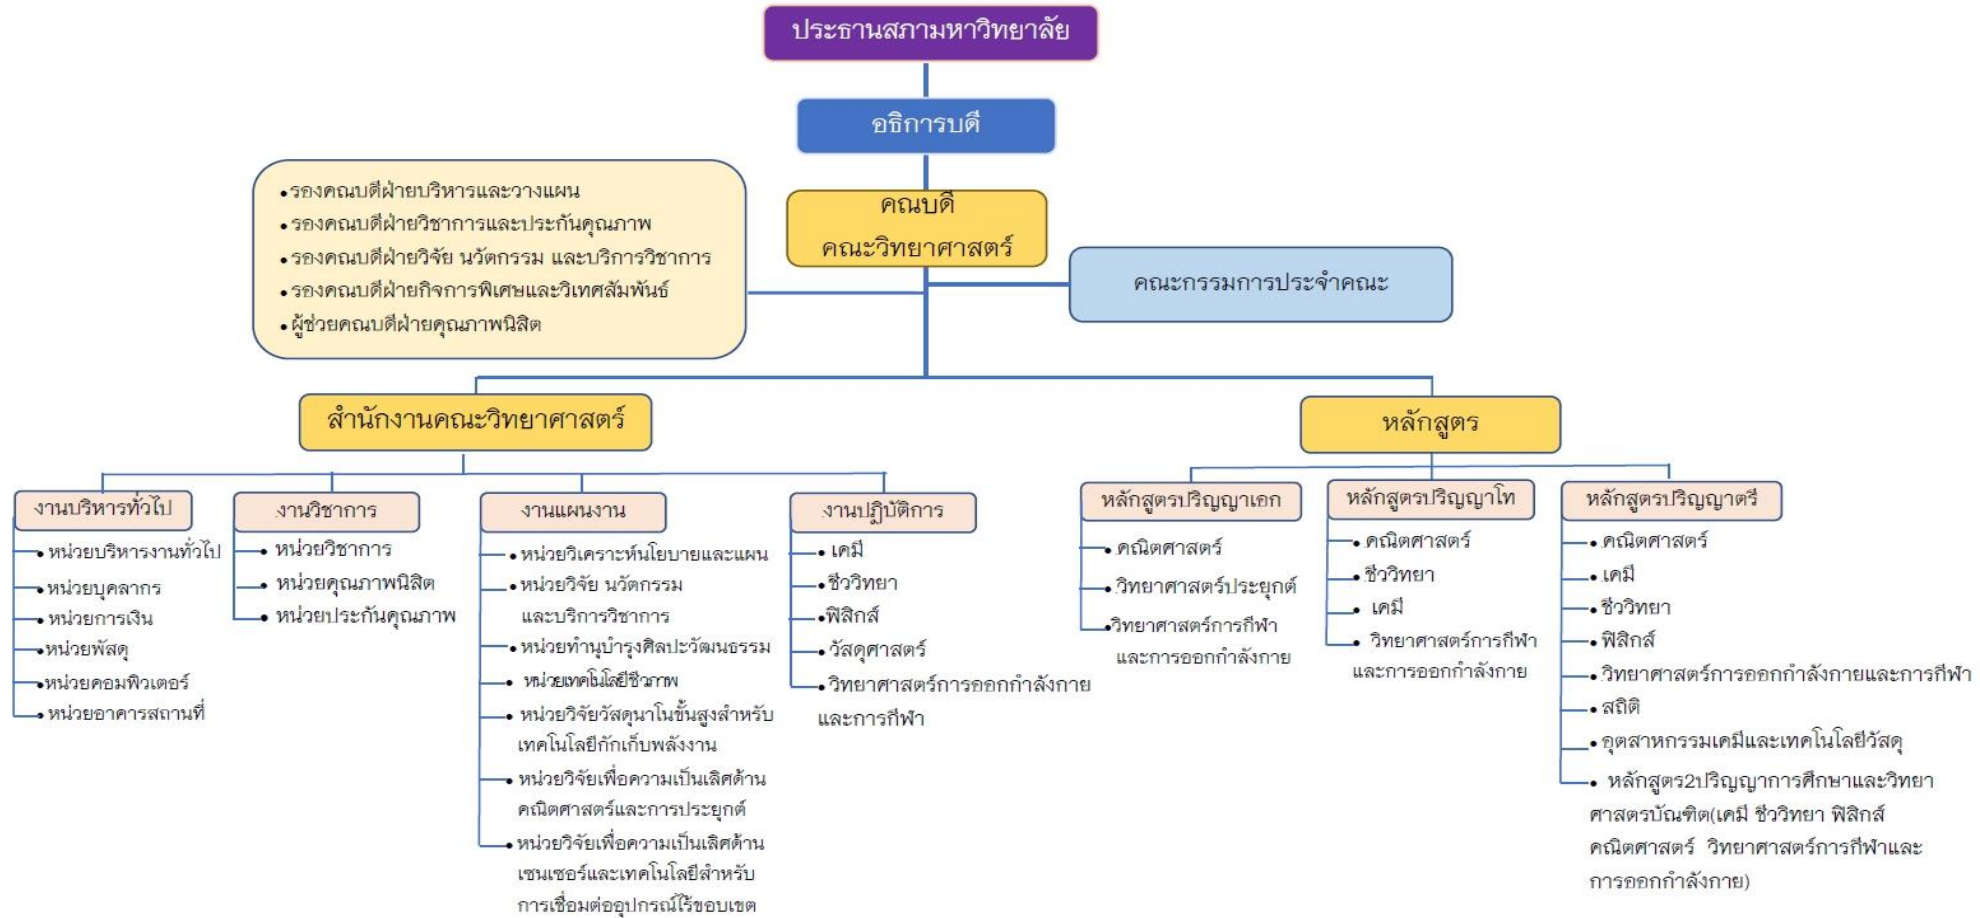 ประธานสภามหาวิทยาลัย
อธิการบดี
คณบดี
คณะวิทยาศาสตร์
•รองคณบดีฝ่ายบริหารและวางแผน
•รองคณบดีฝ่ายวิชาการและประกันคุณภาพ
•รองคณบดีฝ่ายวิจัย นวัตกรรม และบริการวิชาการ
•รองคณบดีฝ่ายกิจการพิเศษและวิเทศสัมพันธ์
•ผู้ช่วยคณบดีฝ่ายคุณภาพนิสิต
คณะกรรมการประจำคณะ
สำนักงานคณะวิทยาศาสตร์
หลักสูตร
งานบริหารทั่วไป
•หน่วยบริหารงานทั่วไป
•หน่วยบุคลากร
•หน่วยการเงิน
•หน่วยพัสดุ
•หน่วยคอมพิวเตอร์
•หน่วยอาคารสถานที่
งานวิชาการ
• หน่วยวิชาการ
• หน่วยคุณภาพนิสิต
• หน่วยประกันคุณภาพ
งานแผนงาน
•หน่วยวิเคราะห์นโยบายและแผน
•หน่วยวิจัย นวัตกรรม
และบริการวิชาการ
•หน่วยทำนุบำรุงศิลปะวัฒนธรรม
• หน่วยเทคโนโลยีชีวภาพ
• หน่วยวิจัยวัสดุนาโนขั้นสูงสำหรับ
เทคโนโลยีกักเก็บพลังงาน
• หน่วยวิจัยเพื่อความเป็นเลิศด้าน
คณิตศาสตร์และการประยุกต์
• หน่วยวิจัยเพื่อความเป็นเลิศด้าน
เซนเซอร์และเทคโนโลยีสำหรับ
การเชื่อมต่ออุปกรณ์ไร้ขอบเขต
งานปฏิบัติการ
• เคมี
•ชีววิทยา
•ฟิสิกส์
• วัสดุศาสตร์
•วิทยาศาสตร์การออกกำลังกาย
และการกีฬา
หลักสูตรปริญญาเอก
•คณิตศาสตร์
•วิทยาศาสตร์ประยุกต์
•วิทยาศาสตร์การกีฬา
และการออกกำลังกาย
หลักสูตรปริญญาโท
•คณิตศาสตร์
•ชีววิทยา
• เคมี
• วิทยาศาสตร์การกีฬา
และการออกกำลังกาย
หลักสูตรปริญญาตรี
•คณิตศาสตร์
•เคมี
•ชีววิทยา
•ฟิสิกส์
•วิทยาศาสตร์การออกกำลังกายและการกีฬา
•สถิติ
•อุตสาหกรรมเคมีและเทคโนโลยีวัสดุ
• หลักสูตร2ปริญญาการศึกษาและวิทยา
ศาสตรบัณฑิต(เคมี ชีววิทยา ฟิสิกส์
คณิตศาสตร์ วิทยาศาสตร์การกีฬาและ
การออกกำลังกาย)